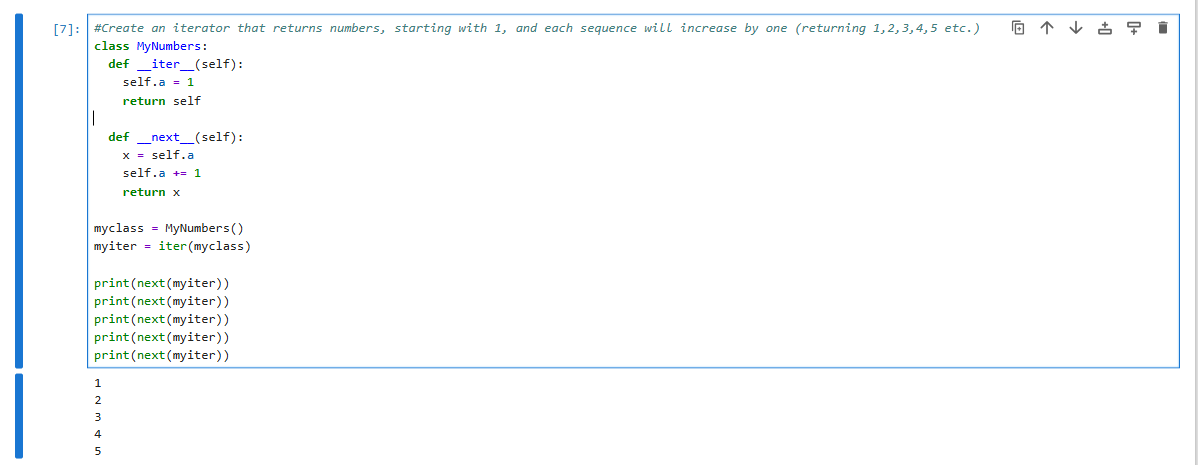 [7]: #Create an iterator that returns numbers, starting with 1, and each sequence will increase by one (returning 1,2,3,4,5 etc.)
class MyNumbers:
  def __iter__(self):
    self.a = 1
    return self

  def __next__(self):
    x = self.a
    self.a += 1
    return x

myclass = MyNumbers()
myiter = iter(myclass)

print(next(myiter))
print(next(myiter))
print(next(myiter))
print(next(myiter))
print(next(myiter))
1
2
3
4
5